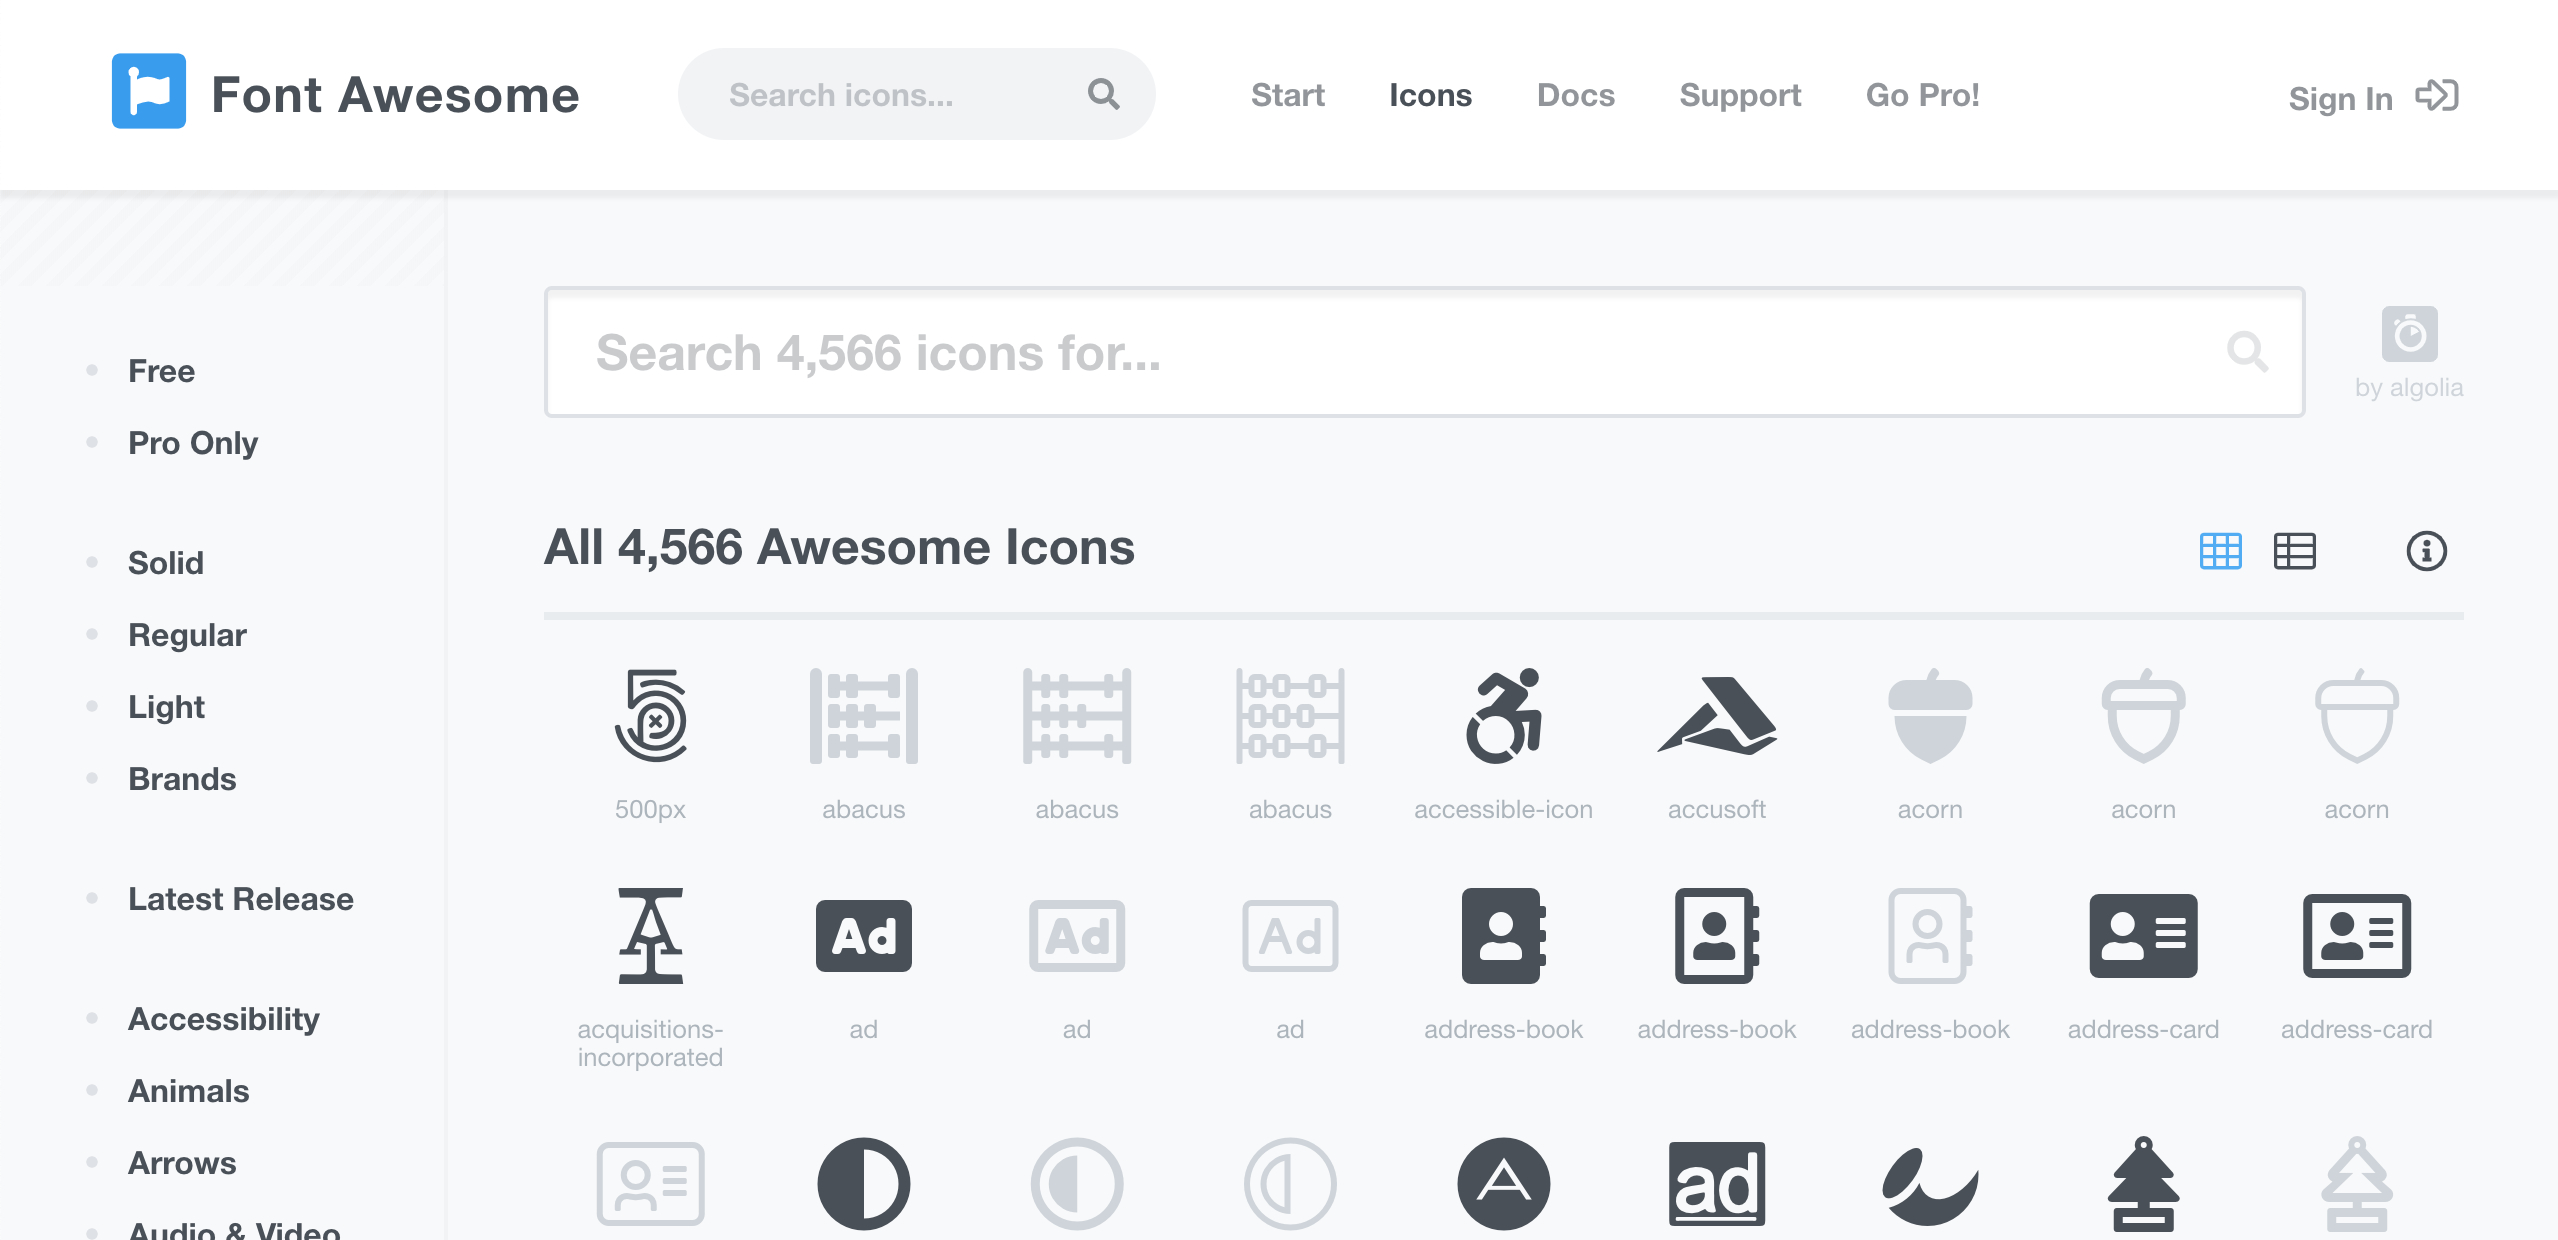 Font Awesome
Search icons...
Start
Icons
Docs
Support
Go Pro!
Sign In
Free
Pro Only
Solid
Regular
Light
Brands
Latest Release
Accessibility
Animals
Arrows
Audio & Video
Search 4,566 icons for...
by algolia
All 4,566 Awesome Icons
500px
abacus
abacus
abacus
accessible-icon
accusoft
acorn
acorn
acorn
Ad
Ad
Ad
acquisitions-
incorporated
ad
ad
ad
address-book
address-book
address-book
address-card
address-card
ad